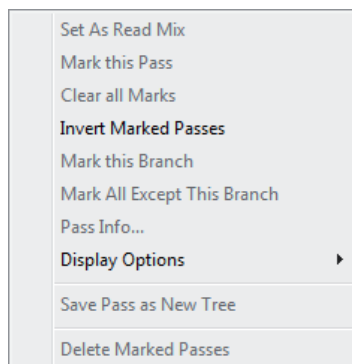 Set As Read Mix
Mark this Pass
Clear all Marks
Invert Marked Passes
Mark this Branch
Mark All Except This Branch
Pass Info...
Display Options
Save Pass as New Tree
Delete Marked Passes